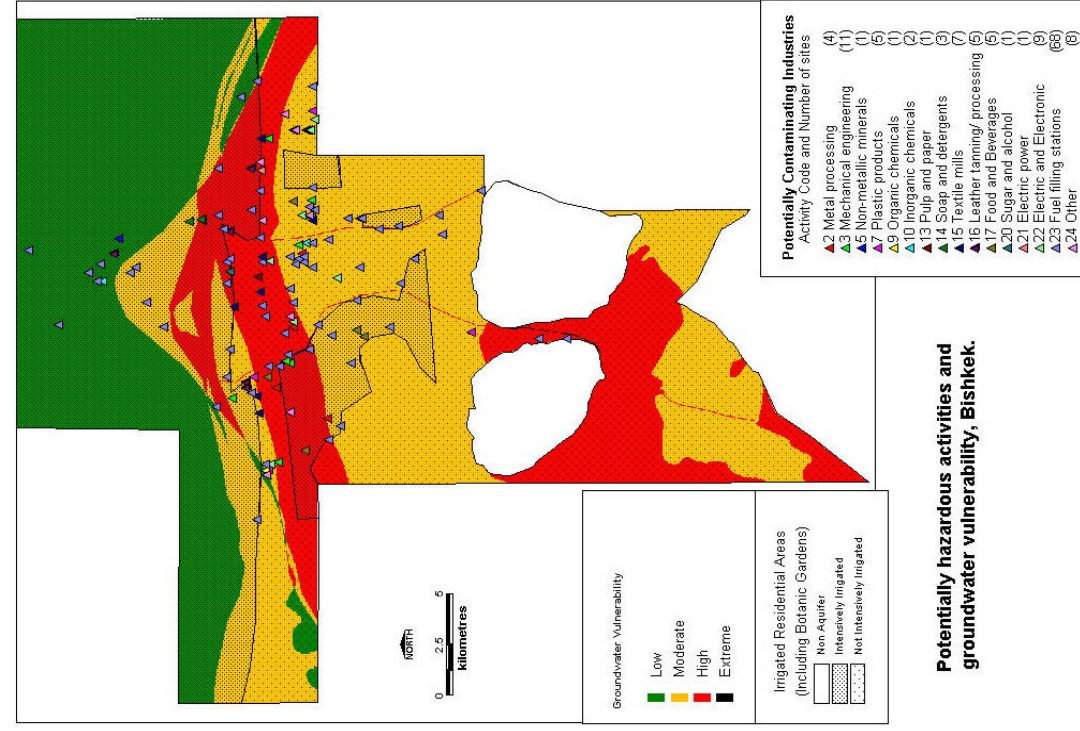 Potentially Contaminating Industries
Activity Code and Number of sites
2 Metal processing (4)
3 Mechanical engineering (11)
5 Non-metallic minerals (1)
7 Plastic products (5)
9 Organic chemicals (1)
10 Inorganic chemicals (2)
13 Pulp and paper (1)
14 Soap and detergents (3)
15 Textile mills (7)
16 Leather tanning/ processing (5)
17 Food and Beverages (5)
20 Sugar and alcohol (1)
21 Electric power (1)
22 Electric and Electronic (9)
23 Fuel filling stations (68)
24 Other (8)
NORTH
0 2.5 5
kilometres
Groundwater Vulnerability
Low
Moderate
High
Extreme
Irrigated Residential Areas
(Including Botanic Gardens)
Non Aquifer
Intensively Irrigated
Not Intensively Irrigated
Potentially hazardous activities and
groundwater vulnerability, Bishkek.